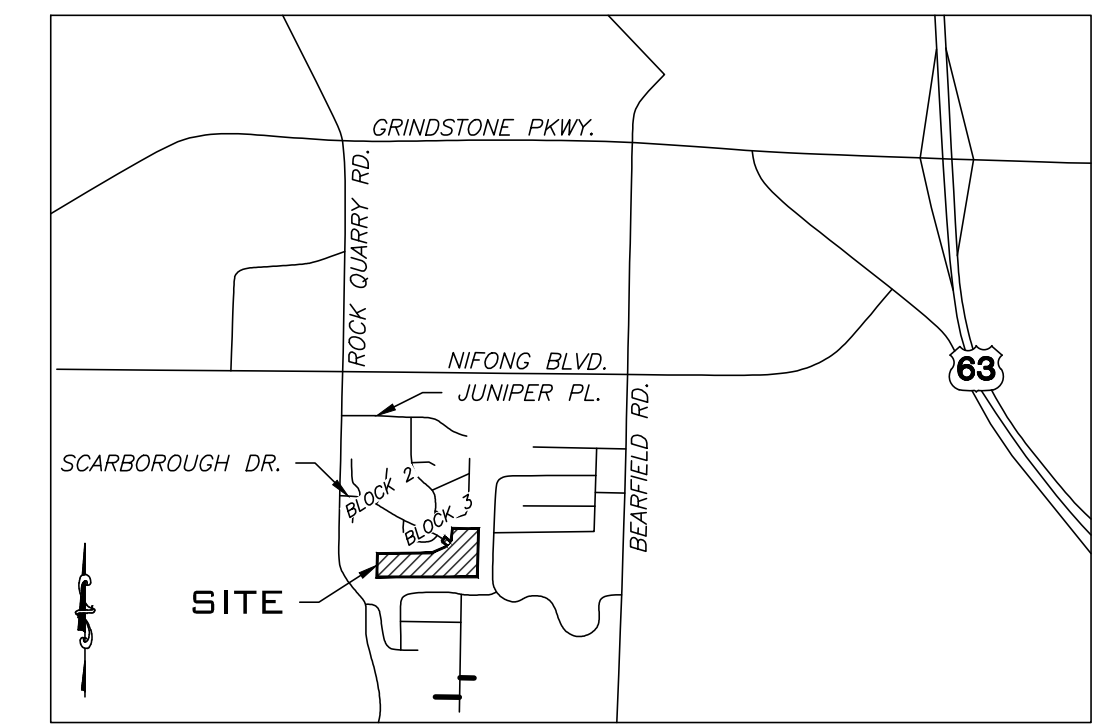 GRINDSTONE PKWY.
ROCK QUARRY RD.
NIFONG BLVD.
63
JUNIPER PL.
BEARFIELD RD.
SCARBOROUGH DR.
BLOCK 2
BLOCK 3
SITE